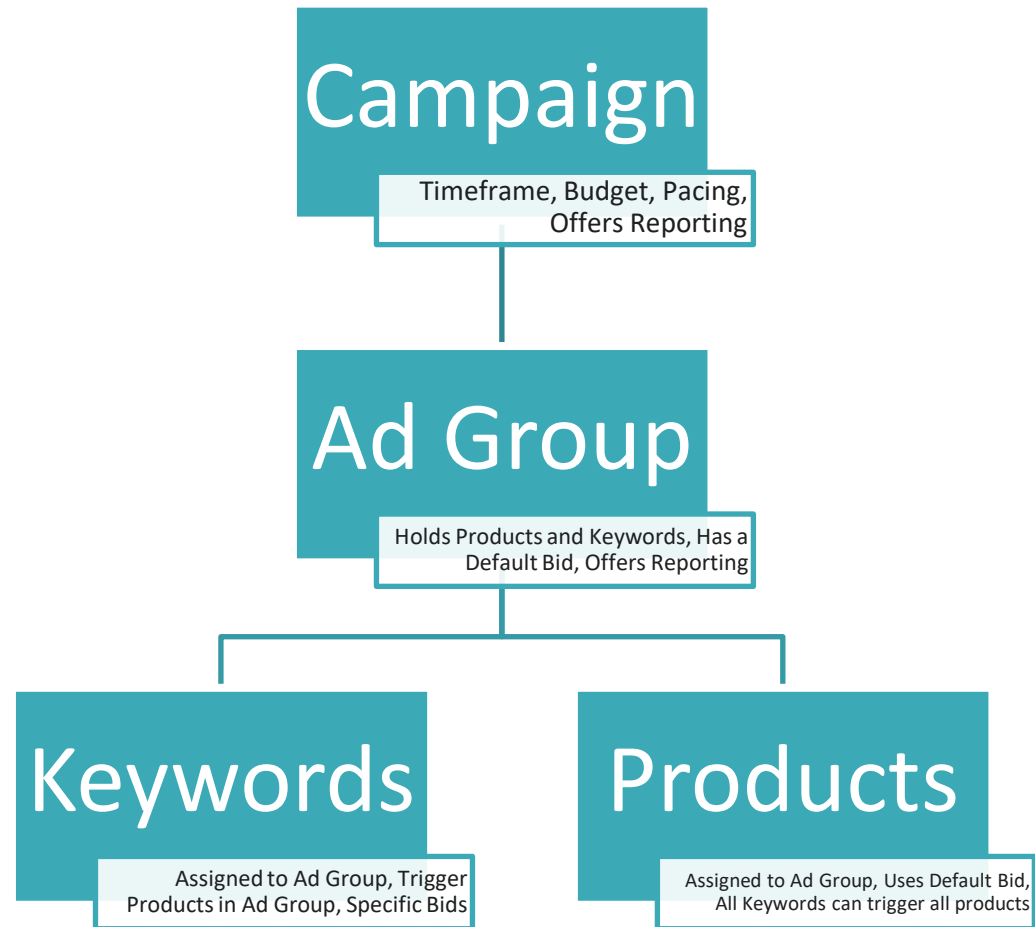 Campaign
Timeframe, Budget, Pacing,
Offers Reporting
Ad Group
Holds Products and Keywords, Has a
Default Bid, Offers Reporting
Keywords
Assigned to Ad Group, Trigger
Products in Ad Group, Specific Bids
Products
Assigned to Ad Group, Uses Default Bid,
All Keywords can trigger all products